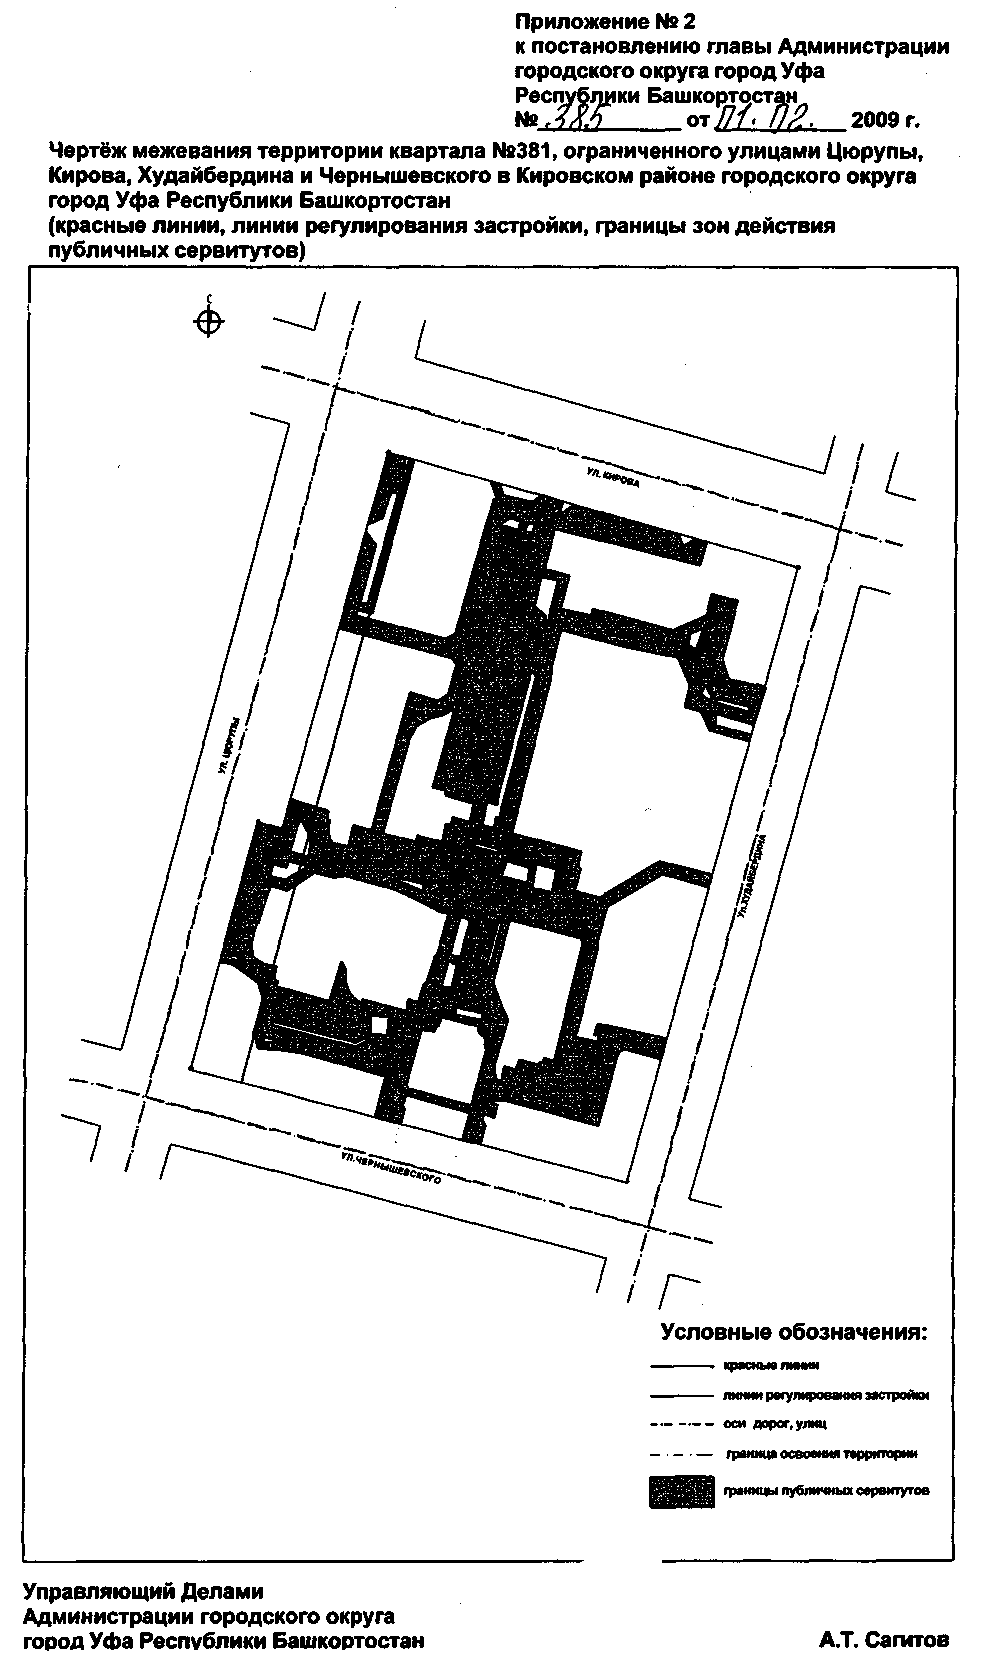 Приложение № 2
к постановлению главы Администрации
городского округа город Уфа
Республики Башкортостан
№ 385 от 2009 г.
Чертёж межевания территории квартала №381, ограниченного улицами Цюрупы,
Кирова, Худайбердина и Чернышевского в Кировском районе городского округа
город Уфа Республики Башкортостан
(красные линии, линии регулирования застройки, границы зон действия
публичных сервитутов)
С
УЛ. КИРОВА
УЛ. ЦЮРУПЫ
УЛ.ХУДАЙБЕРДИНА
УЛ.ЧЕРНЫШЕВСКОГО
Условные обозначения:
красные линии
линии регулирования застройки
оси дорог, улиц
граница освоения территории
границы публичных сервитутов
Управляющий Делами
Администрации городского округа
город Уфа Республики Башкортостан
А.Т. Сагитов